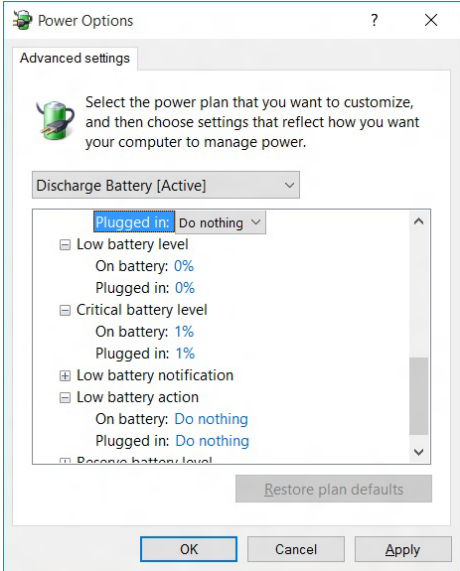 Power Options
?
Advanced settings
Select the power plan that you want to customize,
and then choose settings that reflect how you want
your computer to manage power.
Discharge Battery [Active]
Plugged in: Do nothing
Low battery level
On battery: 0%
Plugged in: 0%
Critical battery level
On battery: 1%
Plugged in: 1%
Low battery notification
Low battery action
On battery: Do nothing
Plugged in: Do nothing
Reserve battery level
Restore plan defaults
OK Cancel Apply